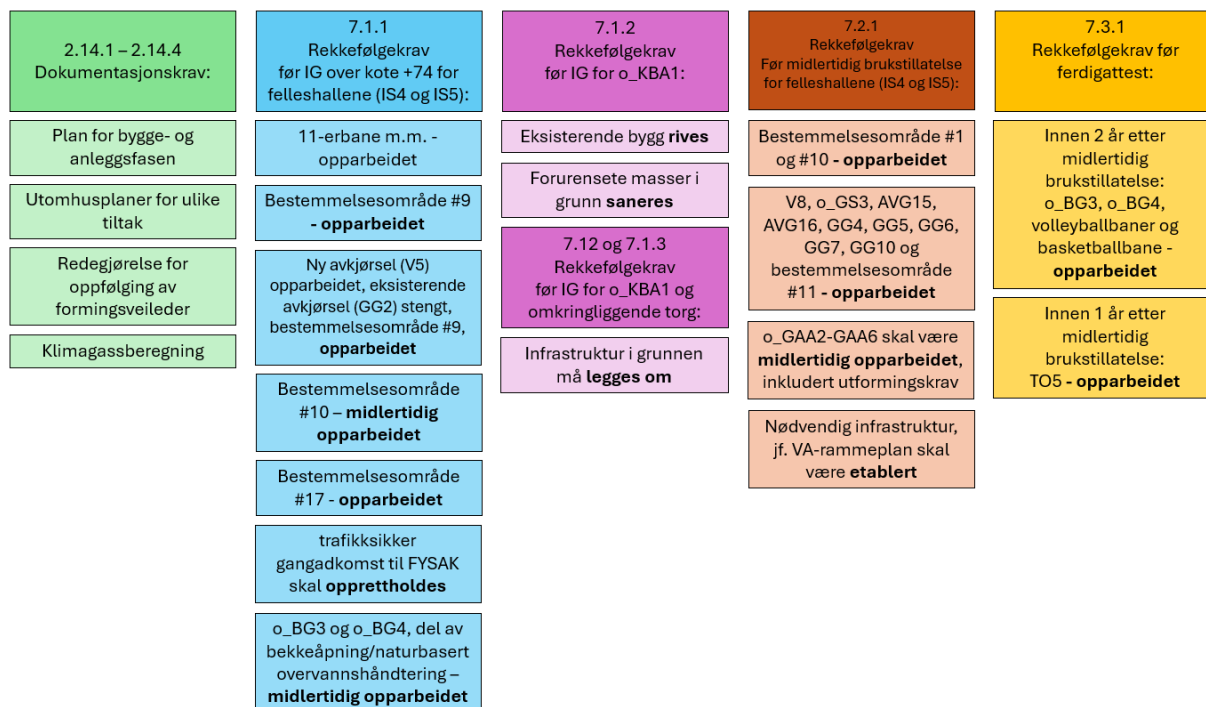 2.14.1 – 2.14.4
Dokumentasjonskrav:
Plan for bygge- og
anleggsfasen
Utomhusplaner for ulike
tiltak
Redegjørelse for
oppfølging av
formingsveileder
Klimagassberegning
7.1.1
Rekkefølgekrav
før IG over kote +74 for
felleshallene (IS4 og IS5):
11-erbane m.m. -
opparbeidet
Bestemmelsesområde #9
- opparbeidet
Ny avkjørsel (V5)
opparbeidet, eksisterende
avkjørsel (GG2) stengt,
bestemmelsesområde #9,
opparbeidet
Bestemmelsesområde
#10 – midlertidig
opparbeidet
Bestemmelsesområde
#17 - opparbeidet
trafikksikker
gangadkomst til FYSAK
skal opprettholdes
o_BG3 og o_BG4, del av
bekkeåpning/naturbasert
overvannshåndtering –
midlertidig opparbeidet
7.1.2
Rekkefølgekrav
før IG for o_KBA1:
Eksisterende bygg rives
Forurensete masser i
grunn saneres
7.12 og 7.1.3
Rekkefølgekrav
før IG for o_KBA1 og
omkringliggende torg:
Infrastruktur i grunnen
må legges om
7.2.1
Rekkefølgekrav
Før midlertidig brukstillatelse
for felleshallene (IS4 og IS5):
Bestemmelsesområde #1
og #10 - opparbeidet
V8, o_GS3, AVG15,
AVG16, GG4, GG5, GG6,
GG7, GG10 og
bestemmelsesområde
#11 - opparbeidet
o_GAA2-GAA6 skal være
midlertidig opparbeidet,
inkludert utformingskrav
Nødvendig infrastruktur,
jf. VA-rammeplan skal
være etablert
7.3.1
Rekkefølgekrav før
ferdigattest:
Innen 2 år etter
midlertidig
brukstillatelse:
o_BG3, o_BG4,
volleyballbaner og
basketballbane -
opparbeidet
Innen 1 år etter
midlertidig
brukstillatelse:
TO5 - opparbeidet